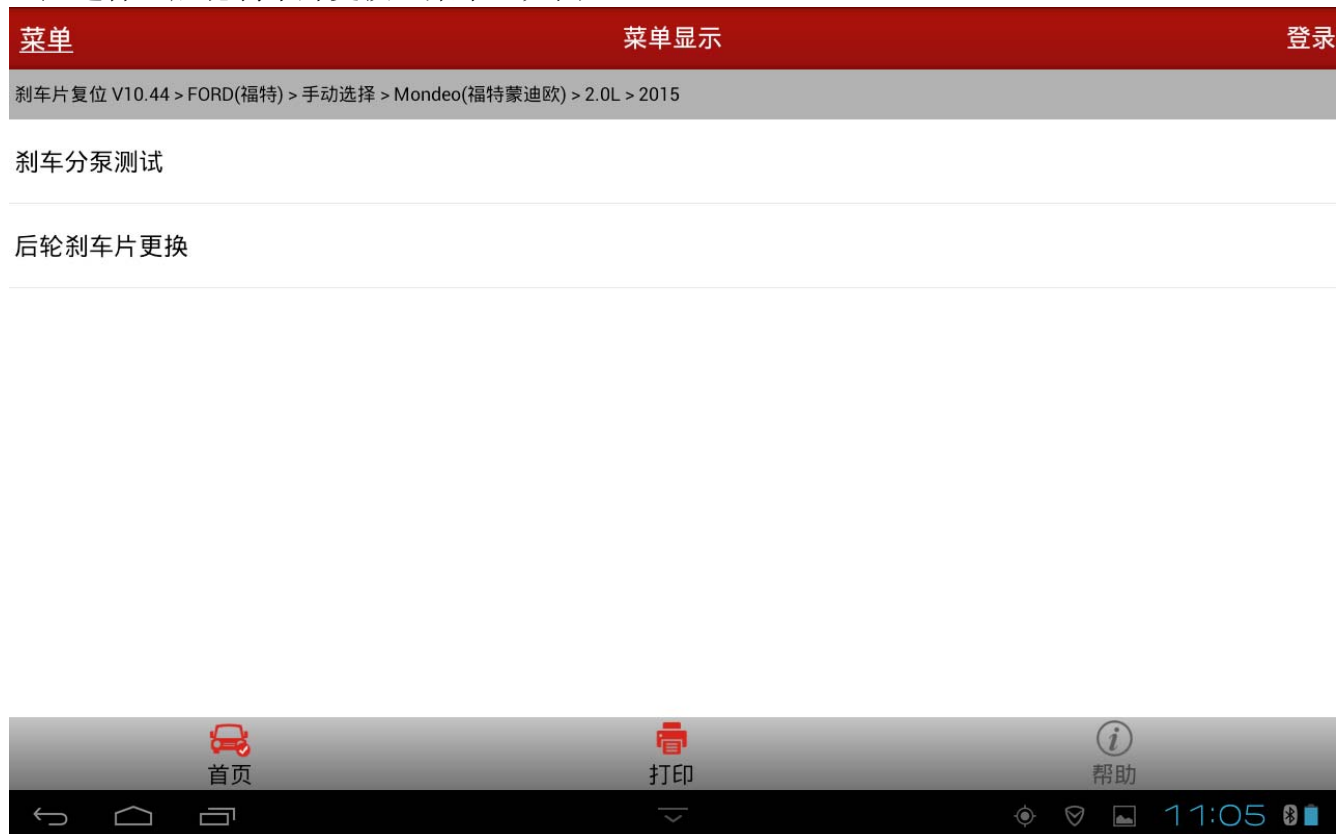 菜单 菜单显示 登录
刹车片复位 V10.44 > FORD(福特) > 手动选择 > Mondeo(福特蒙迪欧) > 2.0L > 2015
刹车分泵测试
后轮刹车片更换
首页 打印 帮助
11:05